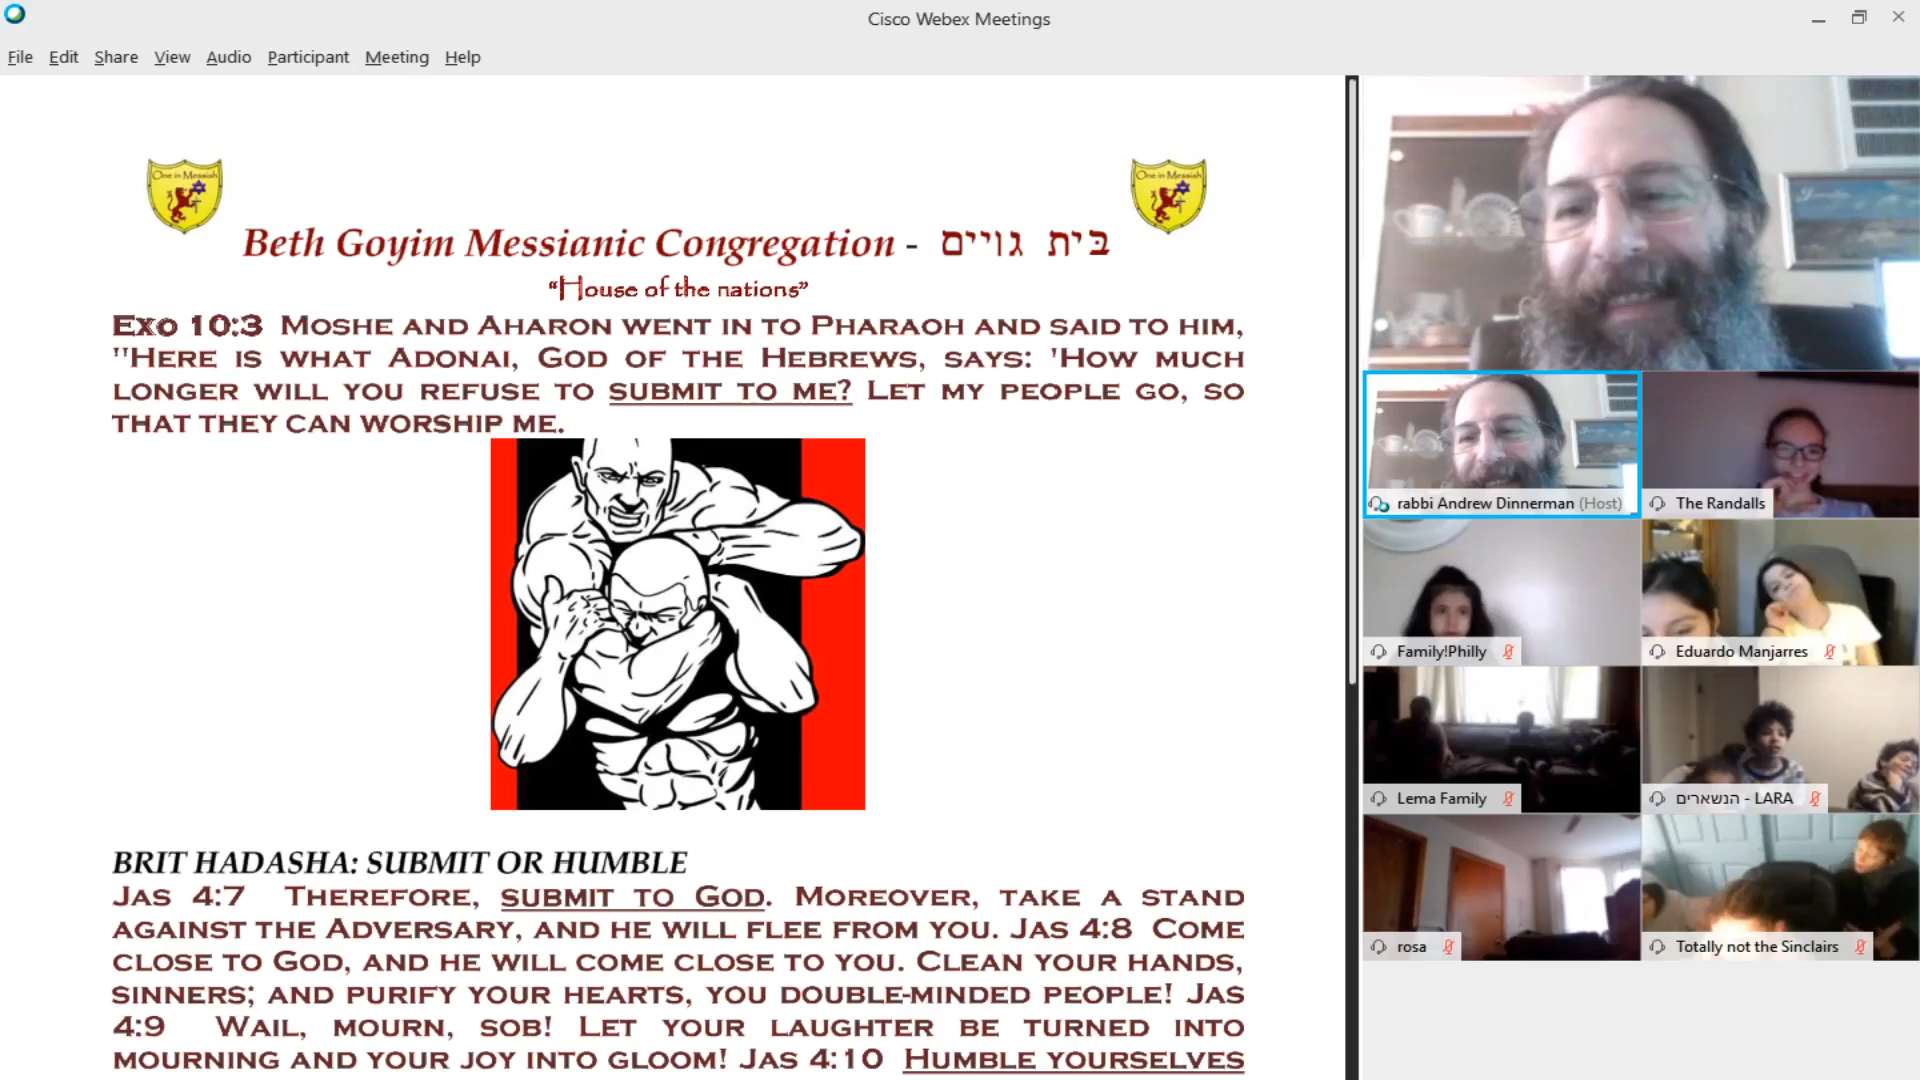 Cisco Webex Meetings
File Edit Share View Audio Participant Meeting Help
One in Messiah
One in Messiah
Beth Goyim Messianic Congregation - בית גויים
“House of the nations”
Exo 10:3 Moshe and Aharon went in to Pharaoh and said to him,
"Here is what Adonai, God of the Hebrews, says: 'How much
longer will you refuse to submit to me? Let my people go, so
that they can worship me.
BRIT HADASHA: SUBMIT OR HUMBLE
Jas 4:7 Therefore, submit to God. Moreover, take a stand
against the Adversary, and he will flee from you. Jas 4:8 Come
close to God, and he will come close to you. Clean your hands,
sinners; and purify your hearts, you double-minded people! Jas
4:9 Wail, mourn, sob! Let your laughter be turned into
mourning and your joy into gloom! Jas 4:10 Humble yourselves
rabbi Andrew Dinnerman (Host)
The Randalls
Family!Philly
Eduardo Manjarres
Lema Family
הנשארים - LARA
rosa
Totally not the Sinclairs